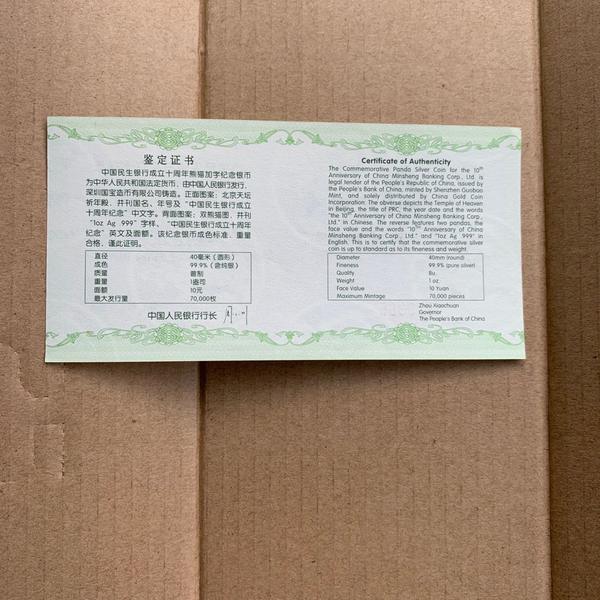 鉴定证书
中国民生银行成立十周年熊猫加字纪念银币
为中华人民共和国法定货币，由中国人民银行发行，
深圳国宝造币有限公司铸造。正面图案：北京天坛
祈年殿，并刊国名、年号及“中国民生银行成立
十周年纪念”中文字。背面图案：双熊猫图，并刊
“1oz Ag .999”字样、“中国民生银行成立十周年
纪念”英文及面额。该纪念银币成色标准，重量
合格，谨此证明。
直径 40毫米（圆形）
成色 99.9%（含纯银）
质量 普制
重量 1盎司
面额 10元
最大发行量 70,000枚
中国人民银行行长
Certificate of Authenticity
The Commemorative Panda Silver Coin for the 10th
Anniversary of China Minsheng Banking Corp., Ltd. is
legal tender of the People's Republic of China, issued by
the People's Bank of China, minted by Shenzhen Guobao
Mint, and solely distributed by China Gold Coin
Incorporation. The obverse depicts the Temple of Heaven
in Beijing, the title of PRC, the year date and the words
"the 10th Anniversary of China Minsheng Banking Corp.,
Ltd." in Chinese. The reverse features two pandas, the
face value and the words "10th Anniversary of China
Minsheng Banking Corp., Ltd." and "1oz Ag .999" in
English. This is to certify that the commemorative silver
coin is up to standard as to its fineness and weight.
Diameter 40mm (round)
Fineness 99.9% (pure silver)
Quality Bu.
Weight 1 oz.
Face Value 10 Yuan
Maximum Mintage 70,000 pieces
Zhou Xiaochuan
Governor
The People's Bank of China